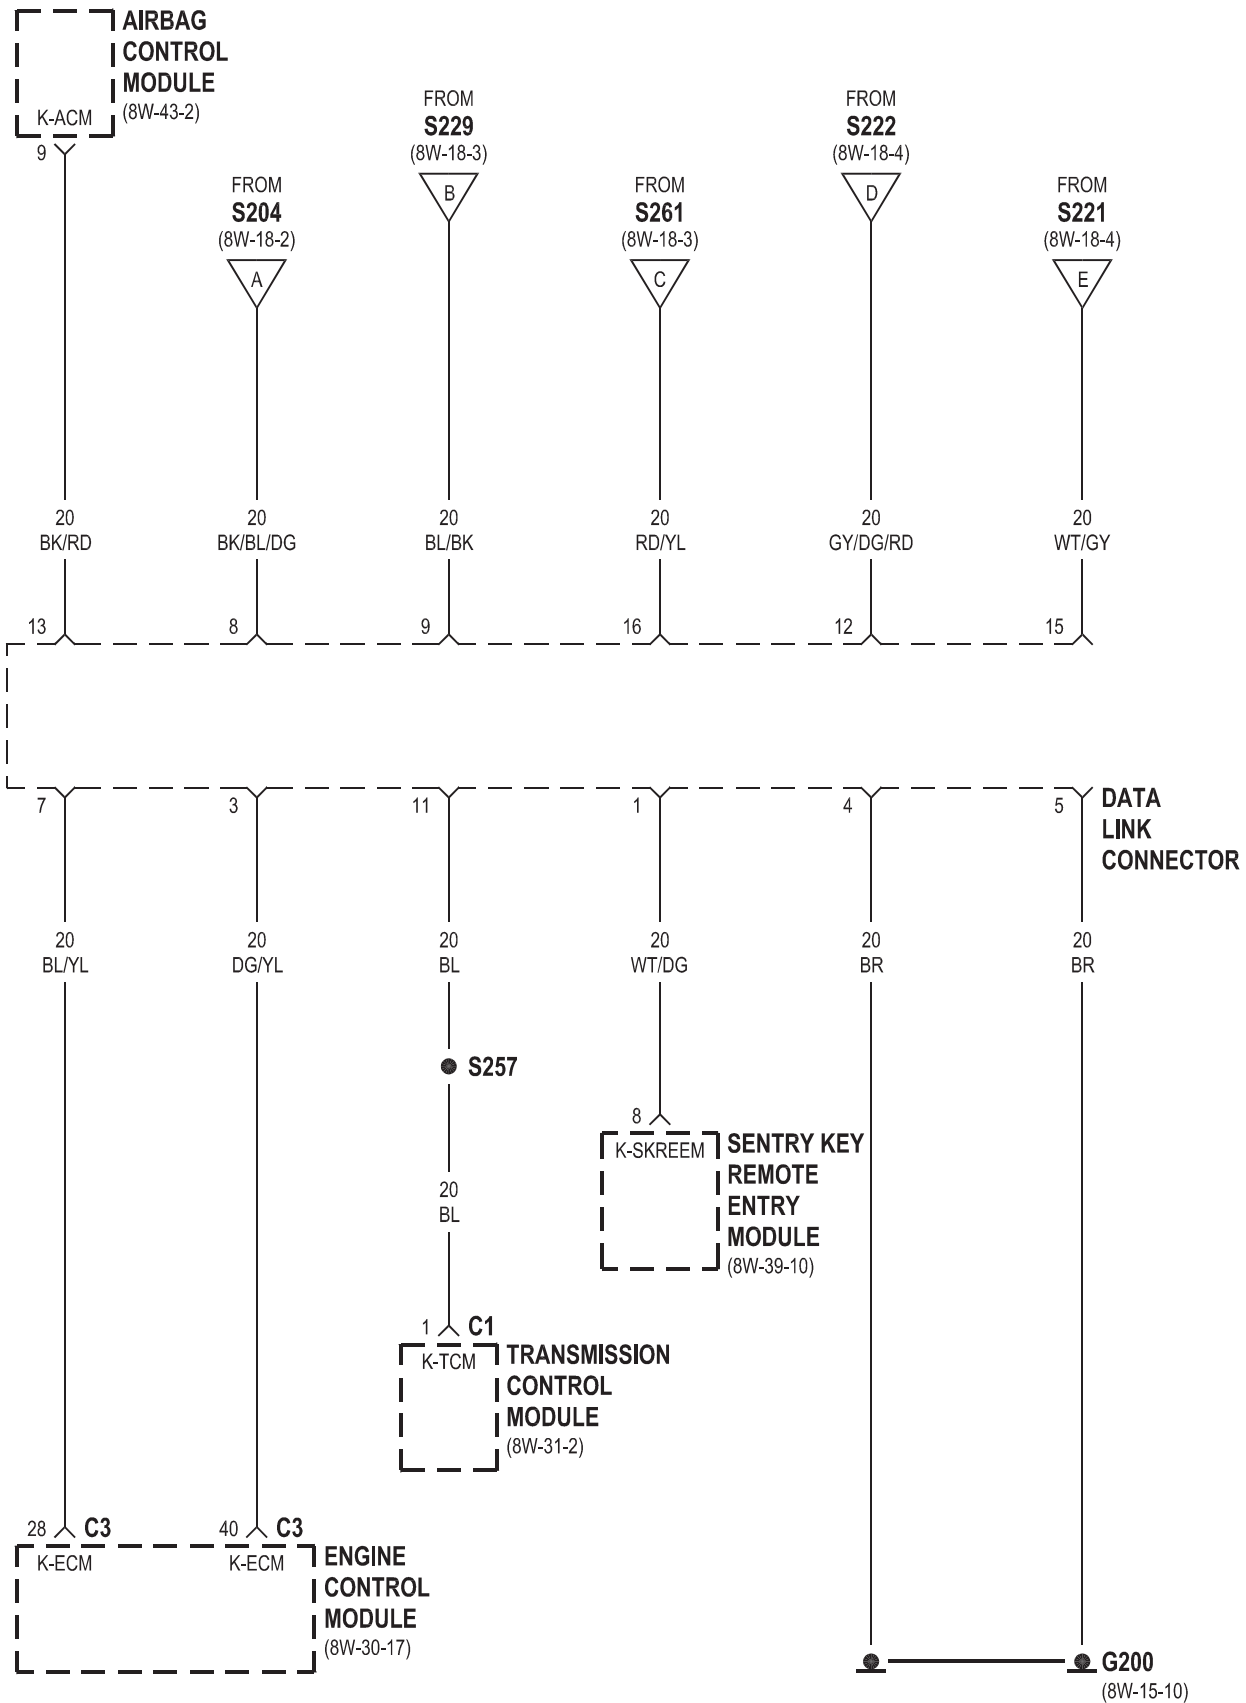 AIRBAG
CONTROL
MODULE
(8W-43-2)
K-ACM
9
FROM
S204
(8W-18-2)
A
FROM
S229
(8W-18-3)
B
FROM
S261
(8W-18-3)
C
FROM
S222
(8W-18-4)
D
FROM
S221
(8W-18-4)
E
20
BK/RD
20
BK/BL/DG
20
BL/BK
20
RD/YL
20
GY/DG/RD
20
WT/GY
13
8
9
16
12
15
7
3
11
1
4
5
DATA
LINK
CONNECTOR
20
BL/YL
20
DG/YL
20
BL
20
WT/DG
20
BR
20
BR
S257
8
K-SKREEM
SENTRY KEY
REMOTE
ENTRY
MODULE
(8W-39-10)
20
BL
1
C1
K-TCM
TRANSMISSION
CONTROL
MODULE
(8W-31-2)
28
C3
40
C3
K-ECM
K-ECM
ENGINE
CONTROL
MODULE
(8W-30-17)
G200
(8W-15-10)